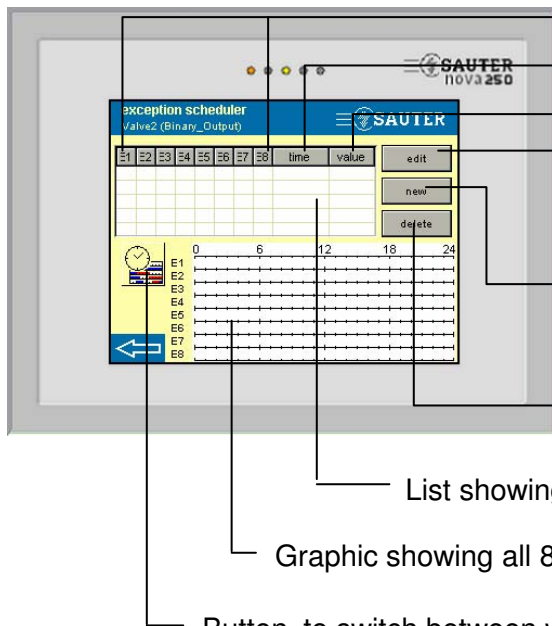 SAUTER
nova250
exception scheduler
Valve2 (Binary_Output)
SAUTER
E1 E2 E3 E4 E5 E6 E7 E8 time value
edit
new
delete
0 6 12 18 24
E1
E2
E3
E4
E5
E6
E7
E8
List showing
Graphic showing all 8
Button to switch between